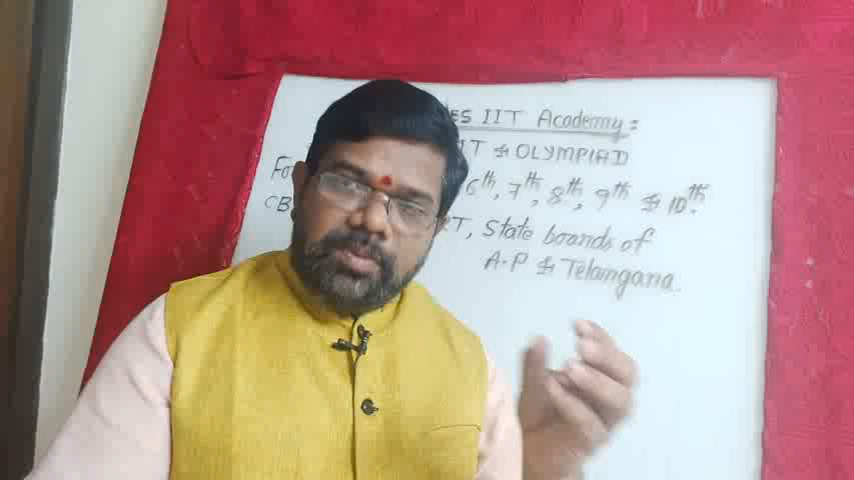 IIT Academy:
& OLYMPIAD
6th, 7th, 8th, 9th & 10th.
State boards of
A.P & Telangana.